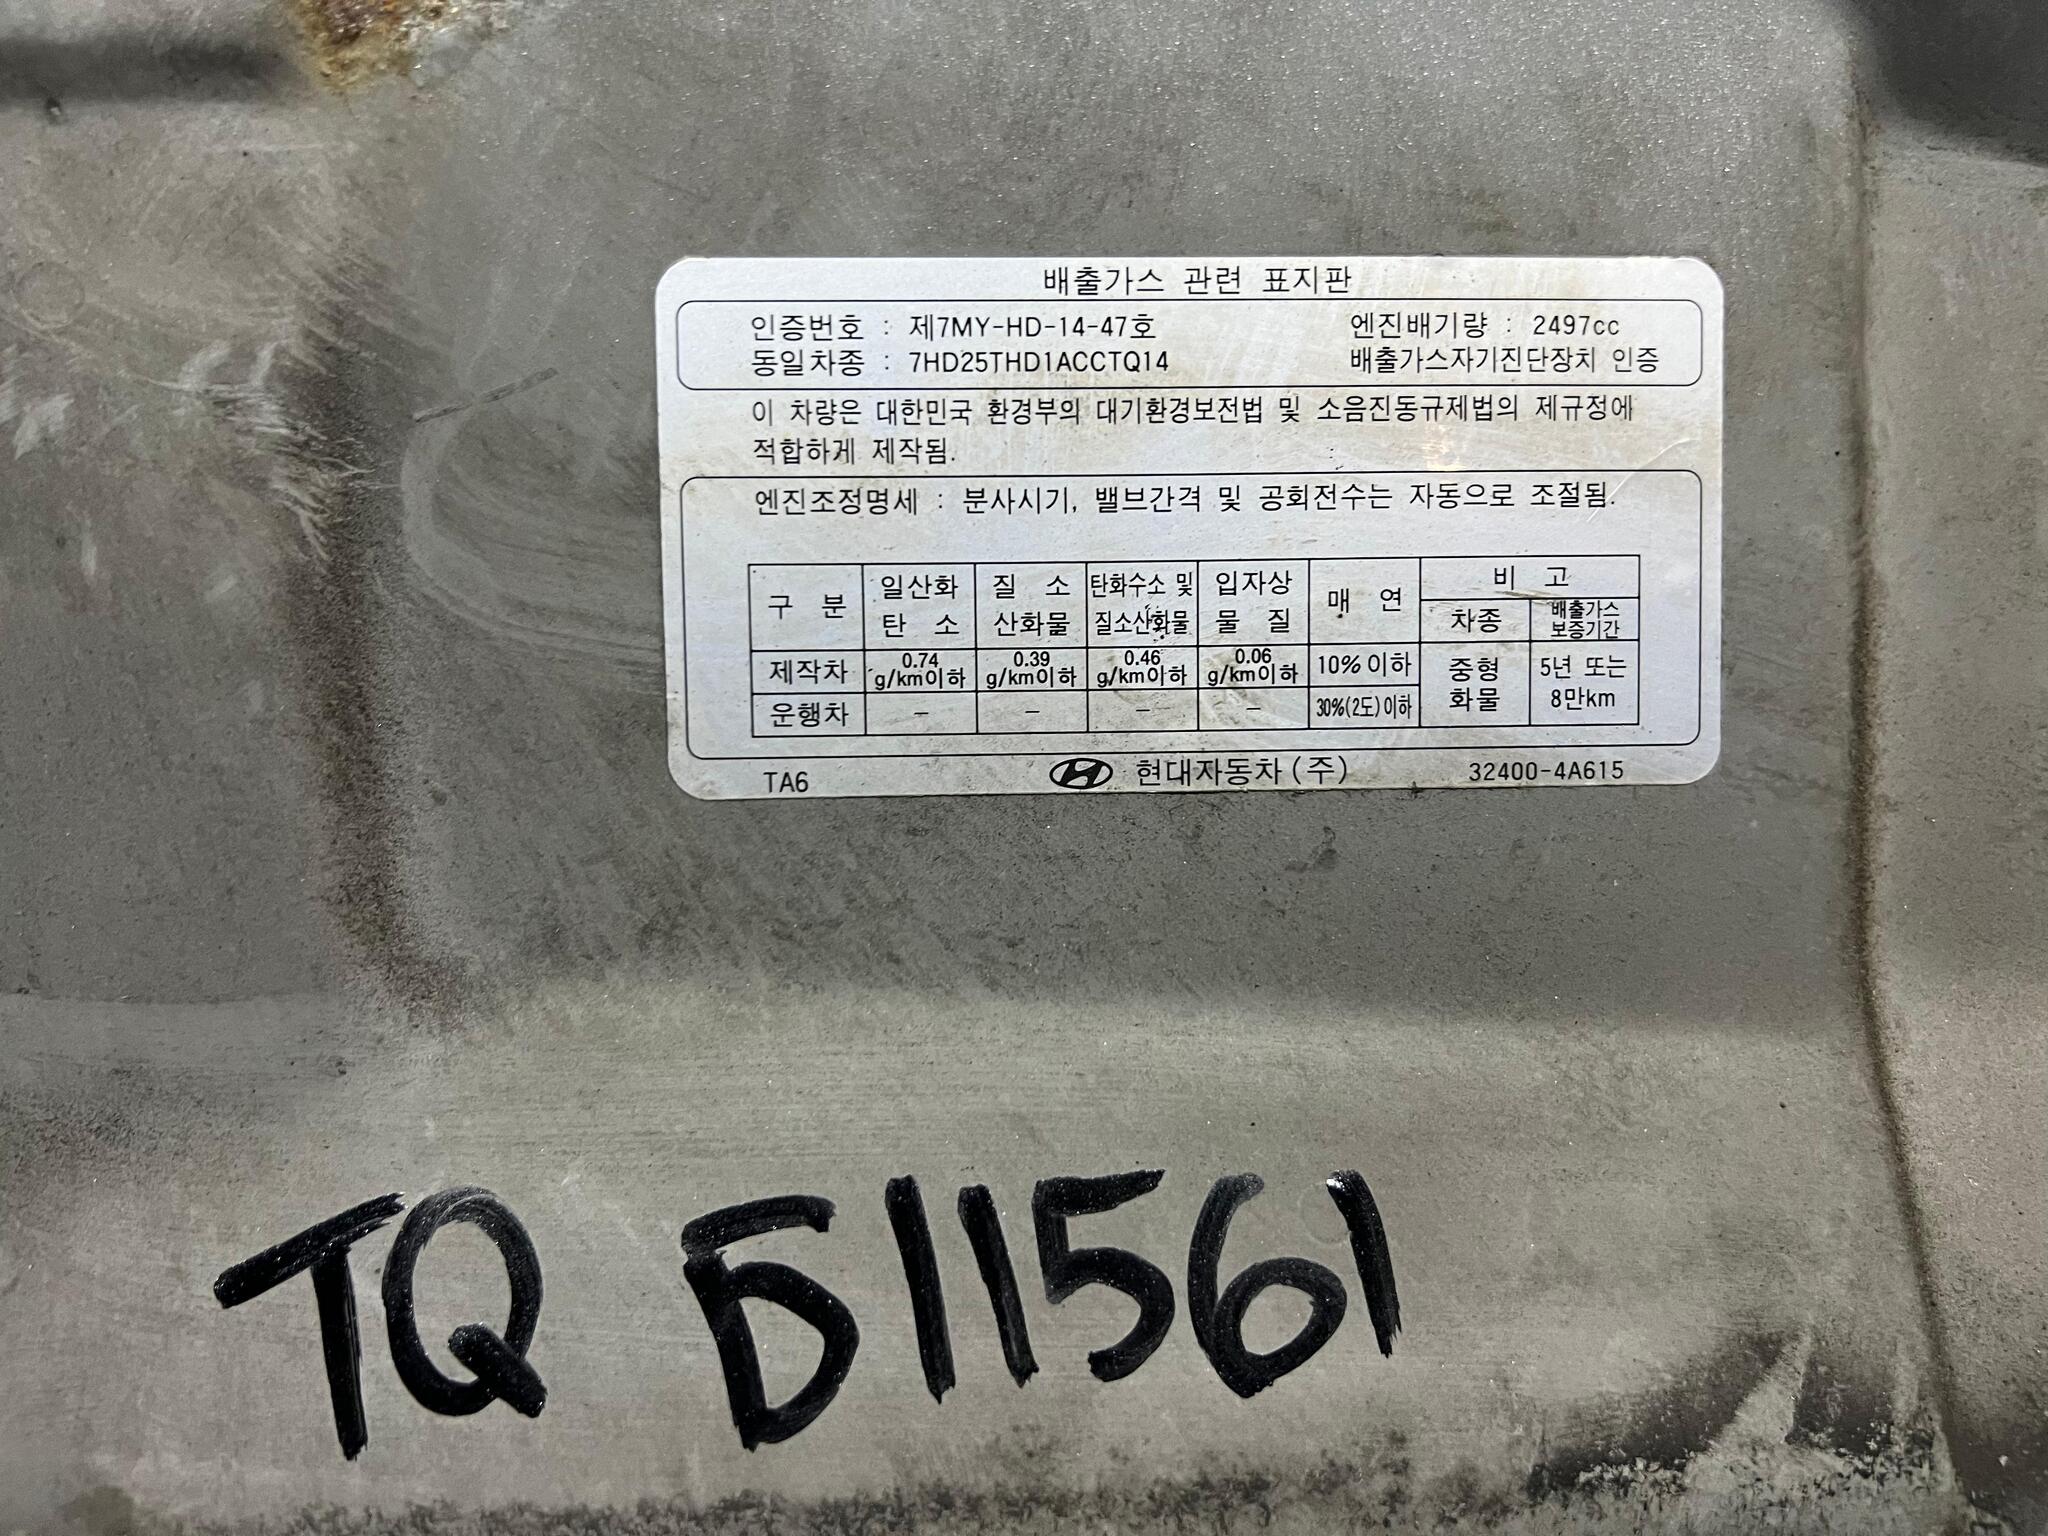 배출가스 관련 표지판
인증번호 : 제7MY-HD-14-47호 엔진배기량 : 2497cc
동일차종 : 7HD25THD1ACCTQ14 배출가스자기진단장치 인증
이 차량은 대한민국 환경부의 대기환경보전법 및 소음진동규제법의 제규정에
적합하게 제작됨.
엔진조정명세 : 분사시기, 밸브간격 및 공회전수는 자동으로 조절됨.
구 분 일산화 탄 소 질 소 산화물 탄화수소 및 질소산화물 입자상 물 질 매 연 비 고
차종 배출가스 보증기간
제작차 0.74 g/km이하 0.39 g/km이하 0.46 g/km이하 0.06 g/km이하 10% 이하 중형 화물 5년 또는 8만km
운행차 – – – – 30%(2도)이하
TA6 현대자동차(주) 32400-4A615
TQ Б11561